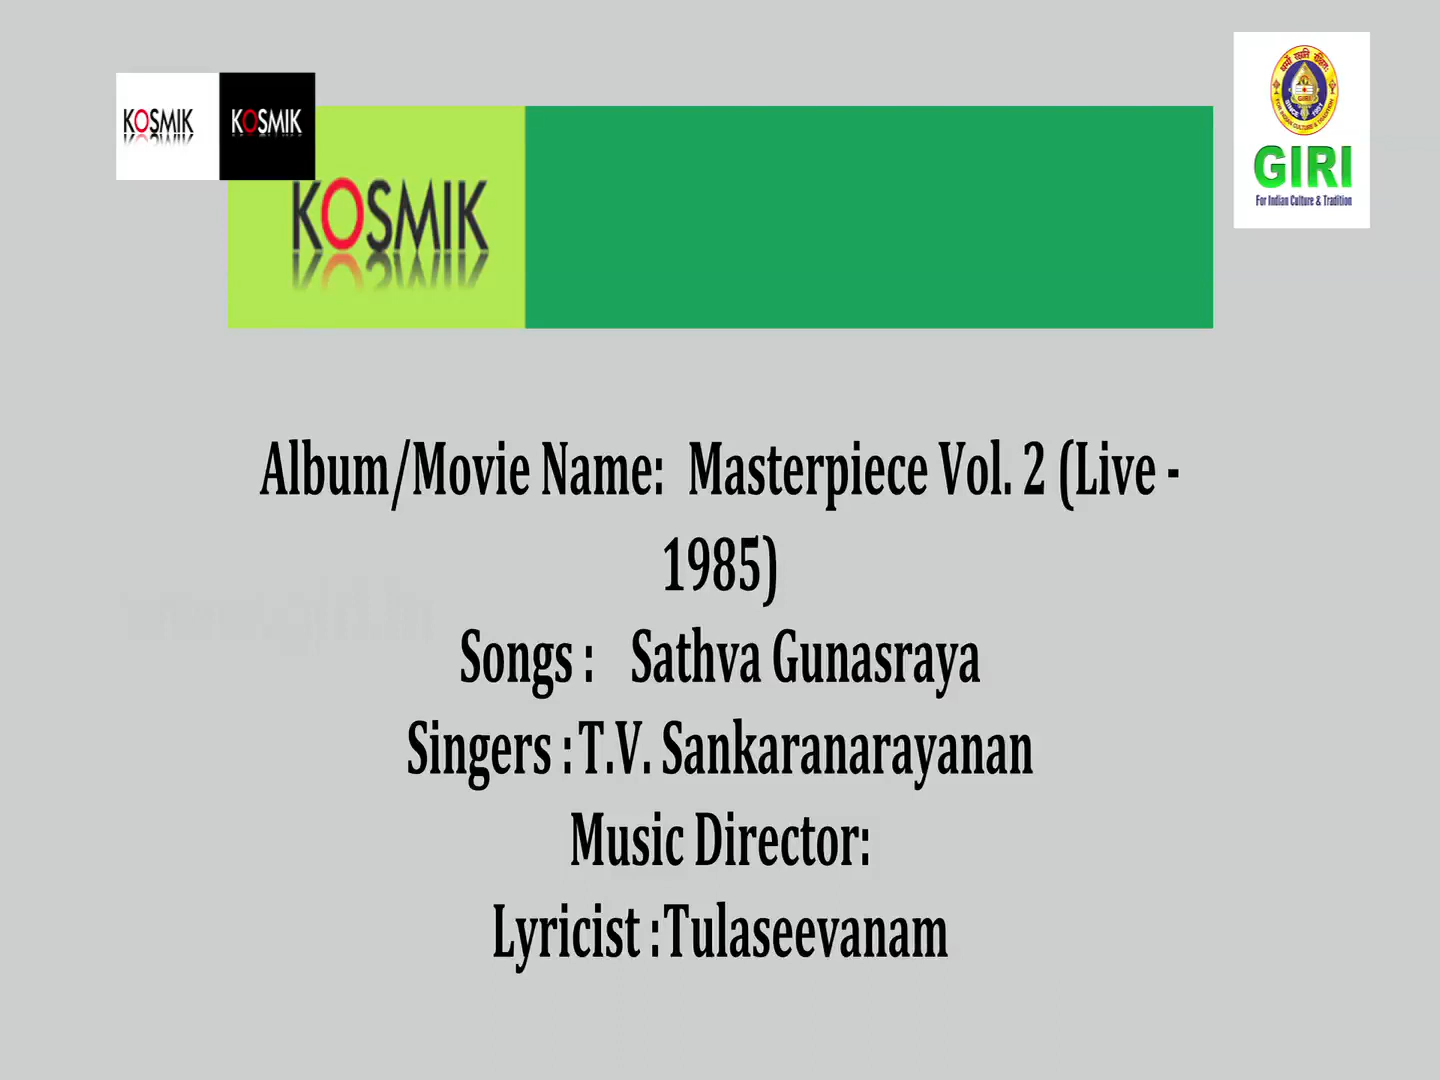 KOSMIK KOSMIK
KOSMIK
GIRI
For Indian Culture & Tradition
Album/Movie Name: Masterpiece Vol. 2 (Live -
1985)
Songs : Sathva Gunasraya
Singers : T.V. Sankaranarayanan
Music Director:
Lyricist : Tulaseevanam